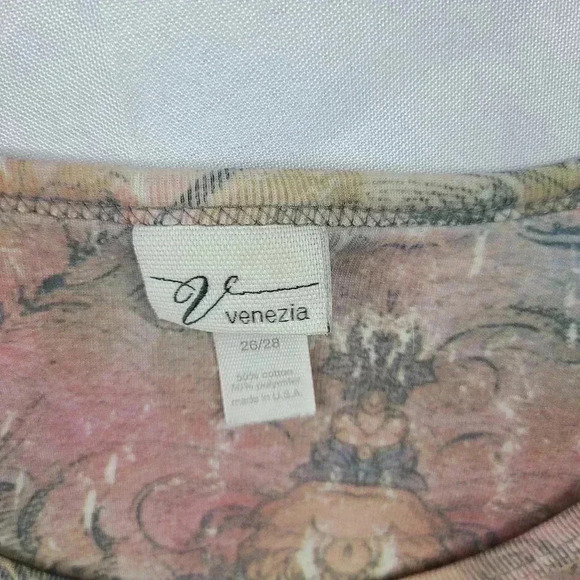 venezia
26/28
50% cotton
50% polyester
made in U.S.A.